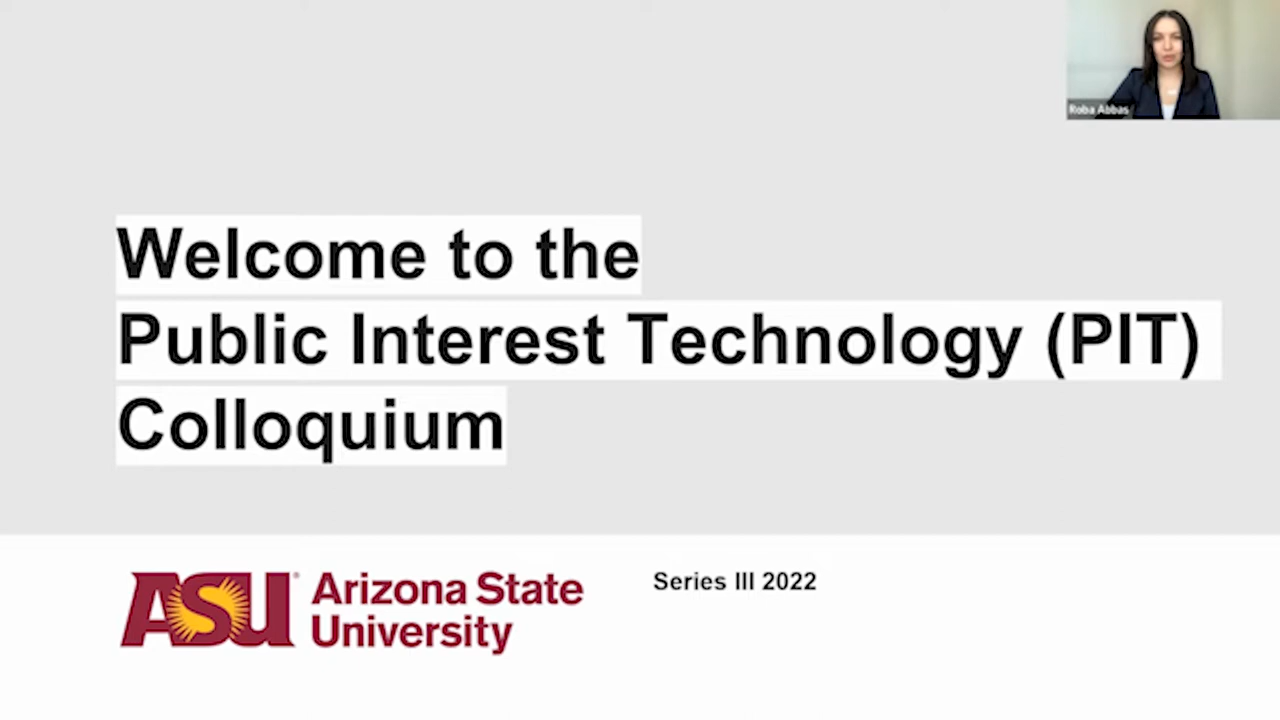 Roba Abbas
Welcome to the
Public Interest Technology (PIT)
Colloquium
ASU
Arizona State
University
Series III 2022